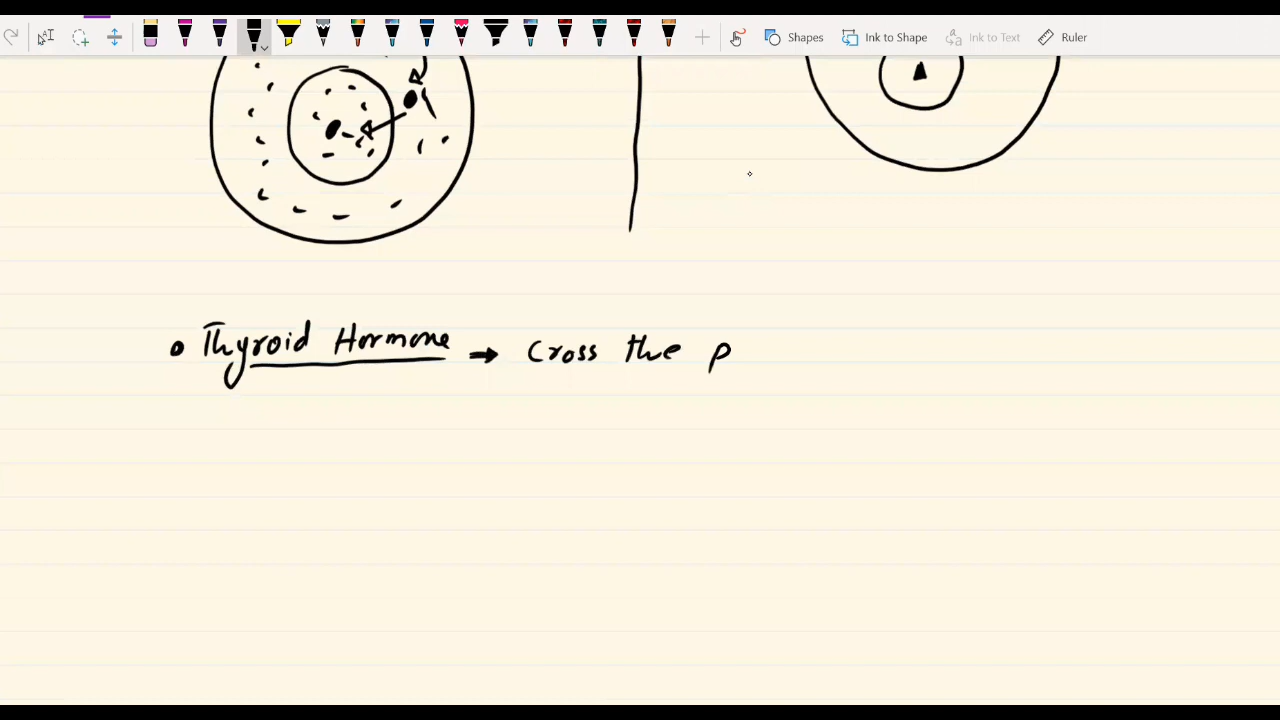 Shapes Ink to Shape Ink to Text Ruler
Thyroid Hormone → Cross the p